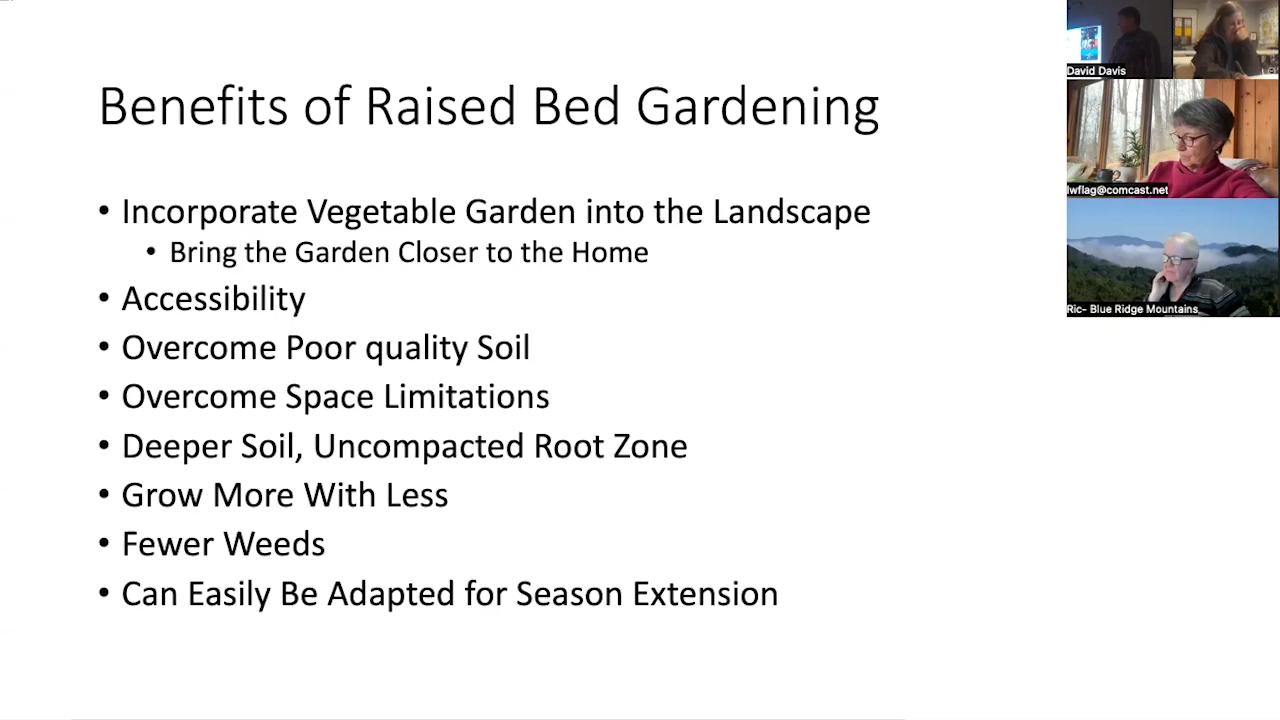 Benefits of Raised Bed Gardening
• Incorporate Vegetable Garden into the Landscape
• Bring the Garden Closer to the Home
• Accessibility
• Overcome Poor quality Soil
• Overcome Space Limitations
• Deeper Soil, Uncompacted Root Zone
• Grow More With Less
• Fewer Weeds
• Can Easily Be Adapted for Season Extension
David Davis
lwflag@comcast.net
Ric- Blue Ridge Mountains